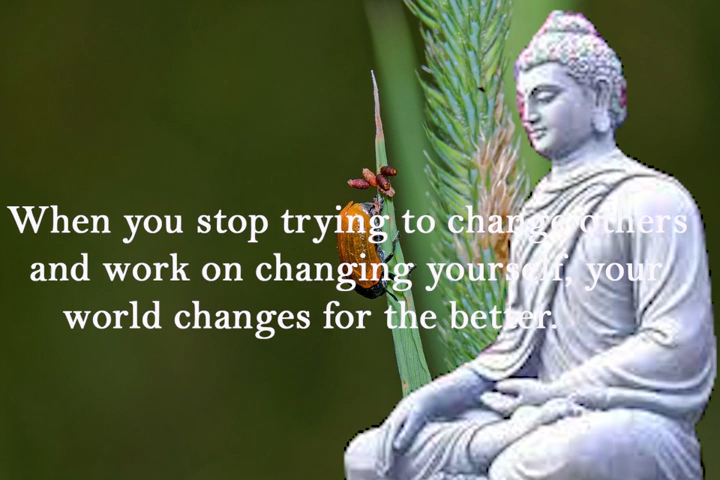 When you stop trying to change others
and work on changing yourself, your
world changes for the better.